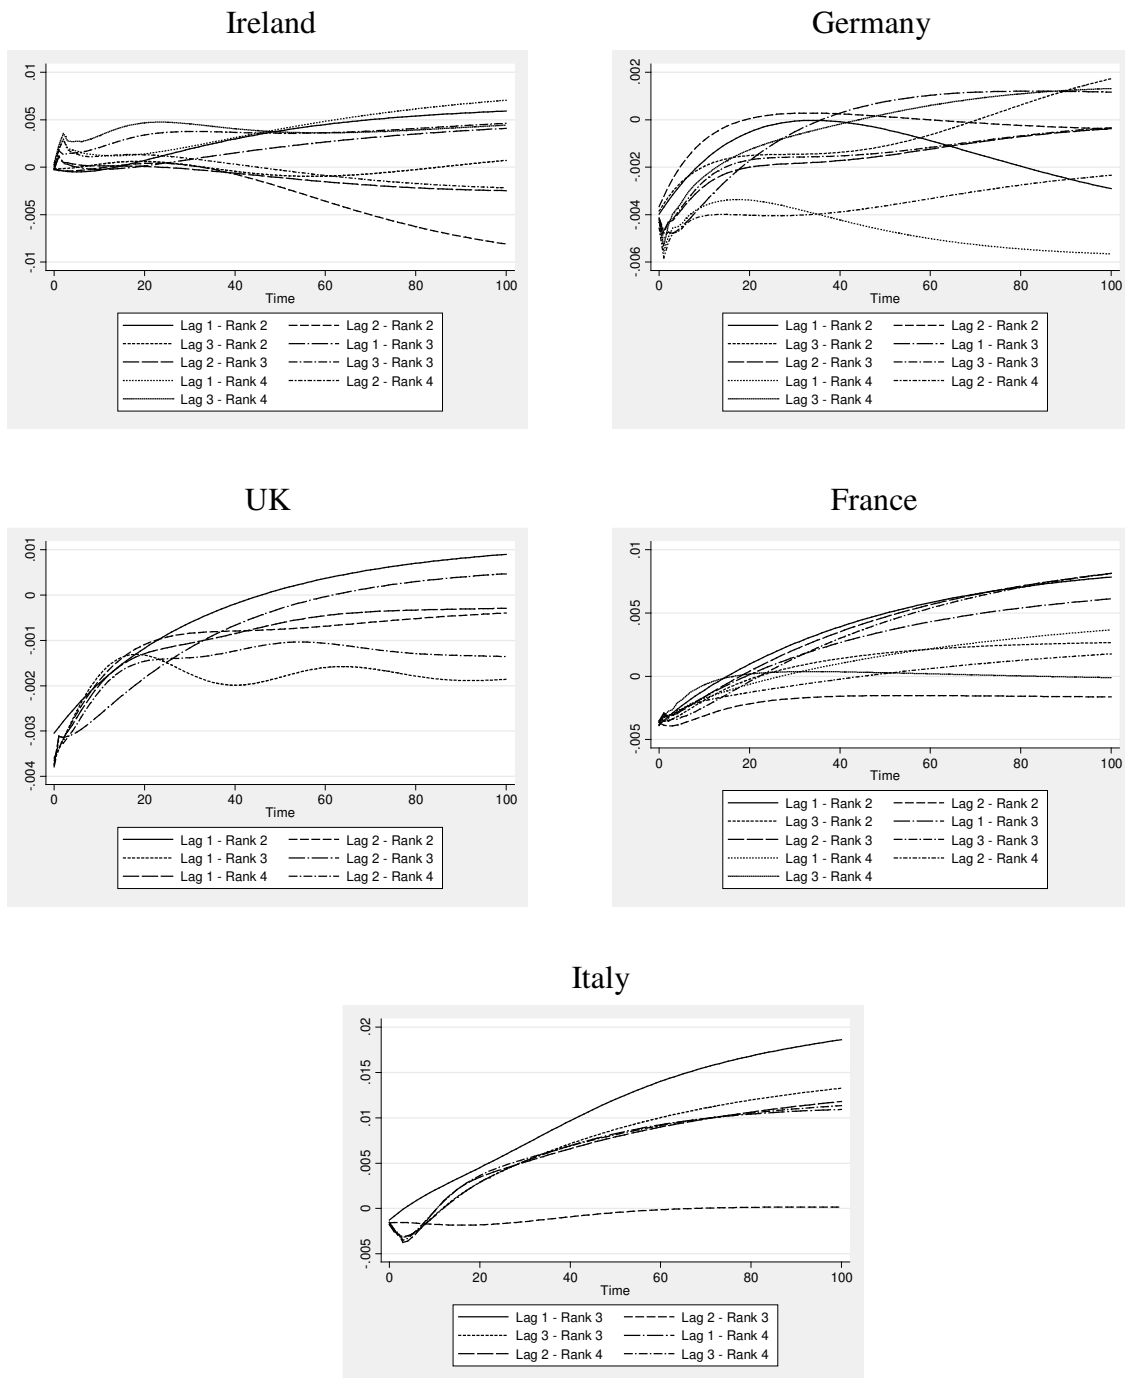 Ireland
.01
.005
0
-.005
-.01
0 20 40 60 80 100
Time
Lag 1 - Rank 2 Lag 2 - Rank 2
Lag 3 - Rank 2 Lag 1 - Rank 3
Lag 2 - Rank 3 Lag 3 - Rank 3
Lag 1 - Rank 4 Lag 2 - Rank 4
Lag 3 - Rank 4
Germany
.002
0
-.002
-.004
-.006
0 20 40 60 80 100
Time
Lag 1 - Rank 2 Lag 2 - Rank 2
Lag 3 - Rank 2 Lag 1 - Rank 3
Lag 2 - Rank 3 Lag 3 - Rank 3
Lag 1 - Rank 4 Lag 2 - Rank 4
Lag 3 - Rank 4
UK
.001
0
-.001
-.002
-.003
-.004
0 20 40 60 80 100
Time
Lag 1 - Rank 2 Lag 2 - Rank 2
Lag 1 - Rank 3 Lag 2 - Rank 3
Lag 1 - Rank 4 Lag 2 - Rank 4
France
.01
.005
0
-.005
0 20 40 60 80 100
Time
Lag 1 - Rank 2 Lag 2 - Rank 2
Lag 3 - Rank 2 Lag 1 - Rank 3
Lag 2 - Rank 3 Lag 3 - Rank 3
Lag 1 - Rank 4 Lag 2 - Rank 4
Lag 3 - Rank 4
Italy
.02
.015
.01
.005
0
-.005
0 20 40 60 80 100
Time
Lag 1 - Rank 3 Lag 2 - Rank 3
Lag 3 - Rank 3 Lag 1 - Rank 4
Lag 2 - Rank 4 Lag 3 - Rank 4